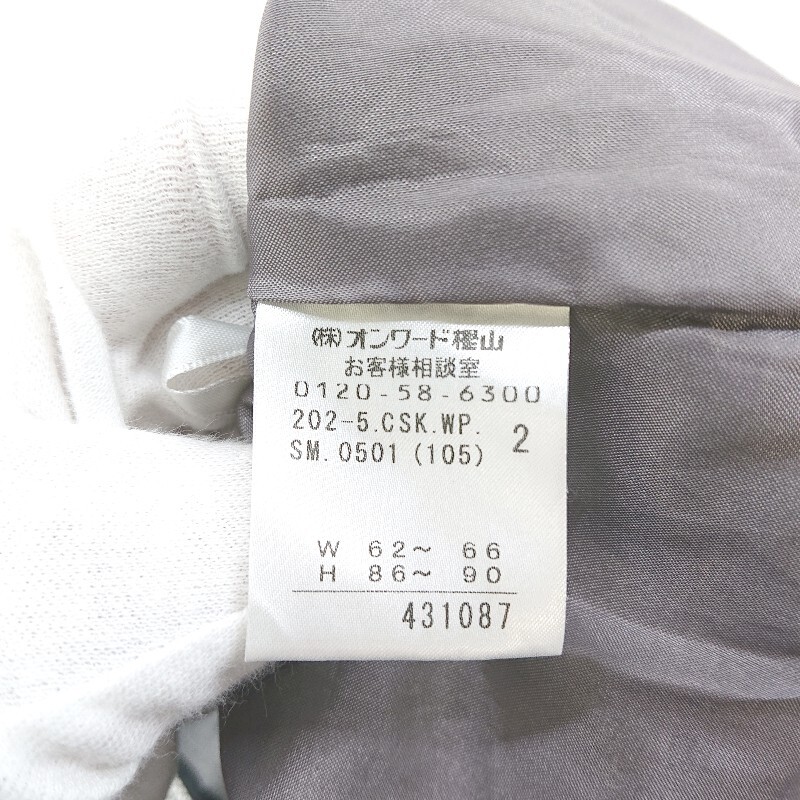 (株)オンワード樫山
お客様相談室
0120-58-6300
202-5.CSK.WP. 2
SM.0501(105)
W 62~ 66
H 86~ 90
431087